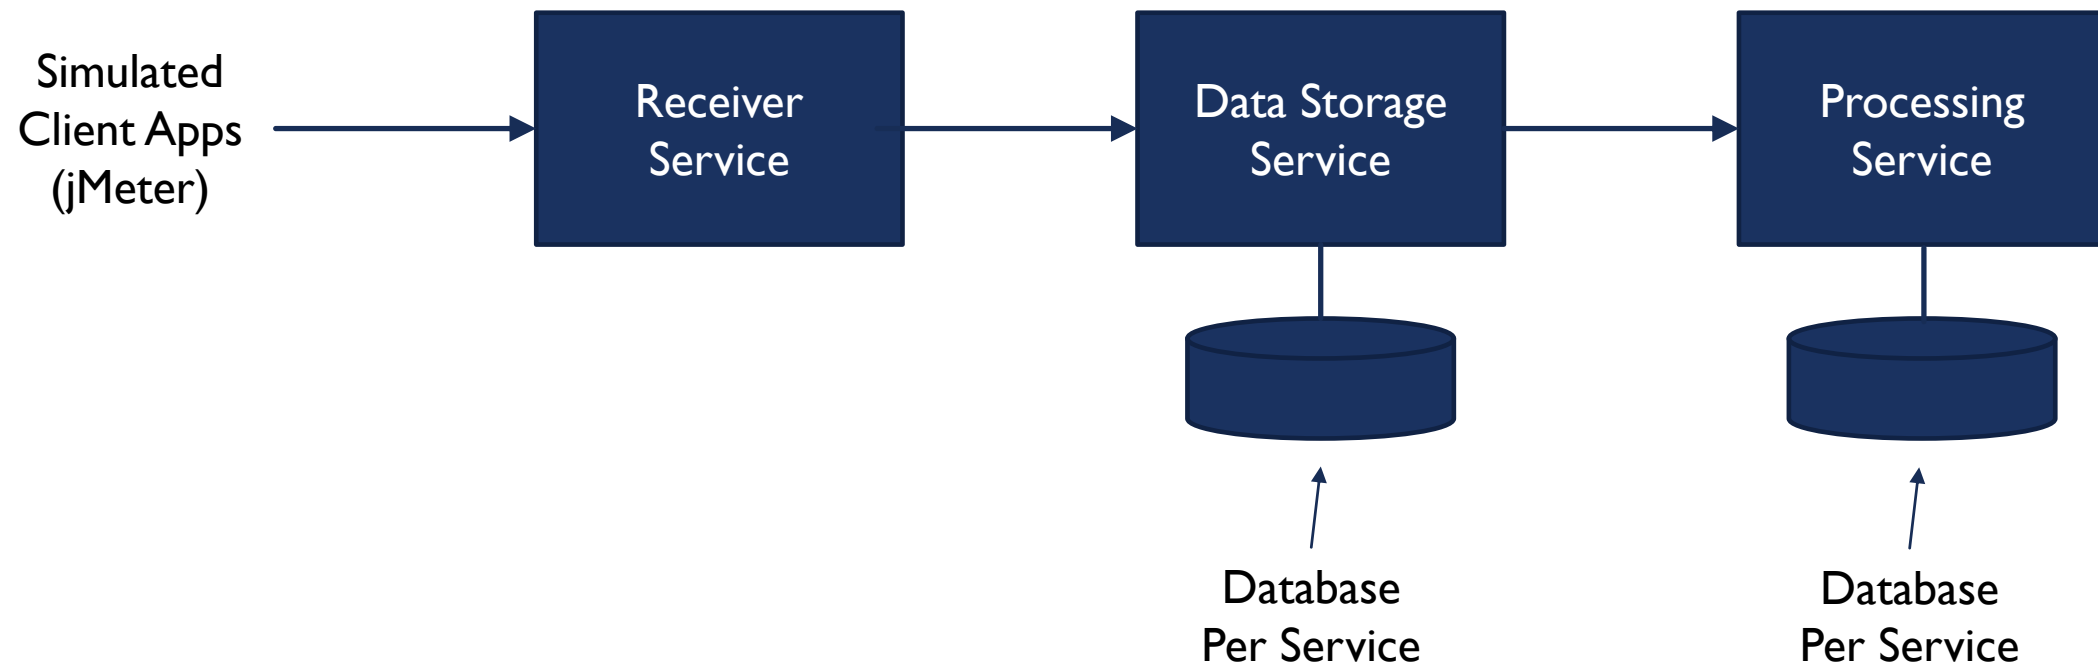 Simulated
Client Apps
(jMeter)
Receiver
Service
Data Storage
Service
Processing
Service
Database
Per Service
Database
Per Service